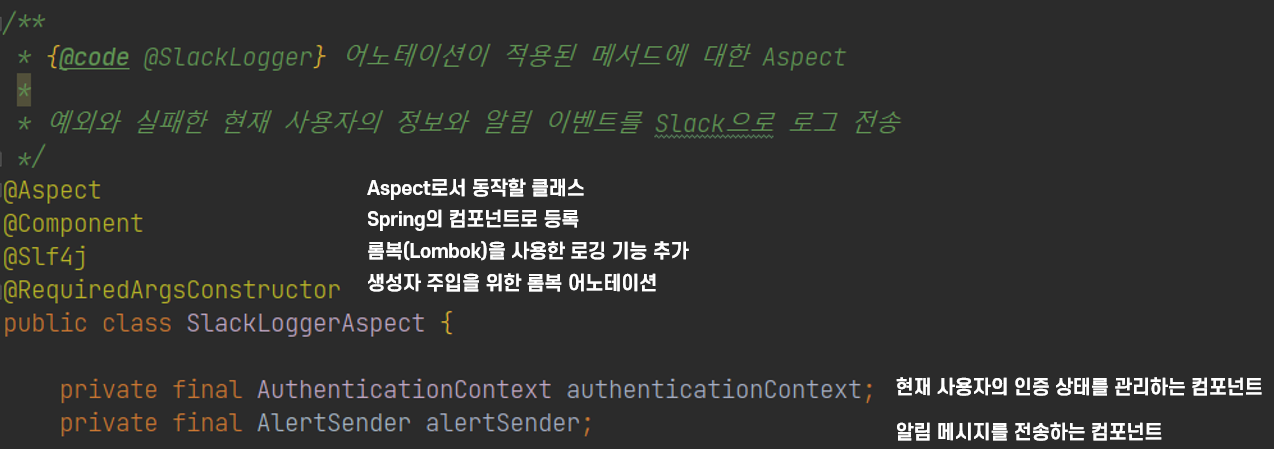 /**
* {@code @SlackLogger} 어노테이션이 적용된 메서드에 대한 Aspect
*
* 예외와 실패한 현재 사용자의 정보와 알림 이벤트를 Slack으로 로그 전송
*/
@Aspect Aspect로서 동작할 클래스
@Component Spring의 컴포넌트로 등록
@Slf4j 롬복(Lombok)을 사용한 로깅 기능 추가
@RequiredArgsConstructor 생성자 주입을 위한 롬복 어노테이션
public class SlackLoggerAspect {
private final AuthenticationContext authenticationContext; 현재 사용자의 인증 상태를 관리하는 컴포넌트
private final AlertSender alertSender; 알림 메시지를 전송하는 컴포넌트